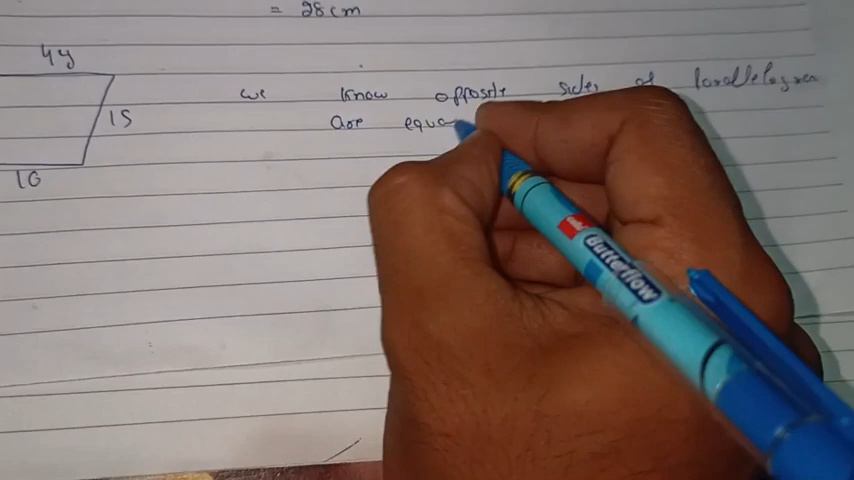 = 28 cm
4y
we know opposite sides of parallelogram
15
are equa
16
Butterflow